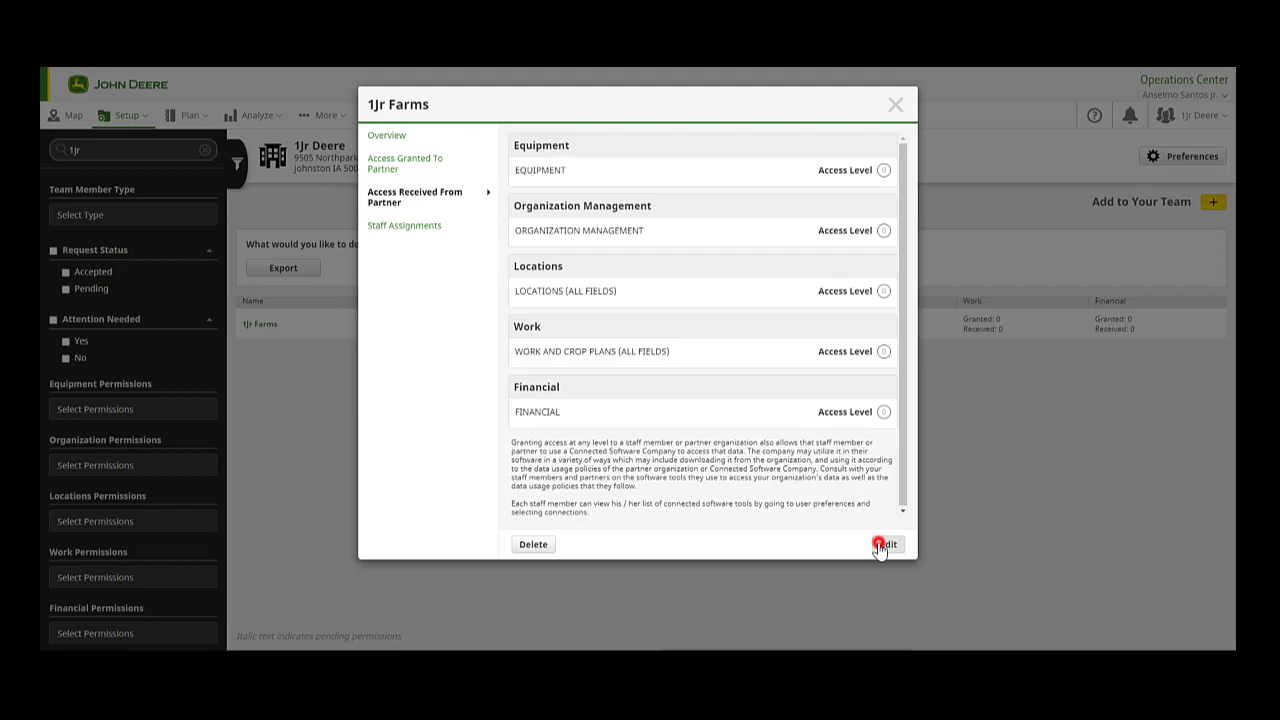 JOHN DEERE
Operations Center
Anselmo Santos Jr.
Map
Setup
Plan
Analyze
More
1Jr Deere
1Jr
1Jr Deere
9505 Northpark
Johnston IA 500
Preferences
Team Member Type
Select Type
Add to Your Team
Request Status
Accepted
Pending
What would you like to do
Export
Attention Needed
Yes
No
Name
Work
Financial
1Jr Farms
Granted: 0
Received: 0
Granted: 0
Received: 0
Equipment Permissions
Select Permissions
Organization Permissions
Select Permissions
Locations Permissions
Select Permissions
Work Permissions
Select Permissions
Financial Permissions
Select Permissions
Italic text indicates pending permissions
1Jr Farms
Overview
Access Granted To
Partner
Access Received From
Partner
Staff Assignments
Equipment
EQUIPMENT Access Level 0
Organization Management
ORGANIZATION MANAGEMENT Access Level 0
Locations
LOCATIONS (ALL FIELDS) Access Level 0
Work
WORK AND CROP PLANS (ALL FIELDS) Access Level 0
Financial
FINANCIAL Access Level 0
Granting access at any level to a staff member or partner organization also allows that staff member or
partner to use a Connected Software Company to access that data. The company may utilize it in their
software in a variety of ways which may include downloading it from the organization, and using it according
to the data usage policies of the partner organization or Connected Software Company. Consult with your
staff members and partners on the software tools they use to access your organization's data as well as the
data usage policies that they follow.
Each staff member can view his / her list of connected software tools by going to user preferences and
selecting connections.
Delete
dit